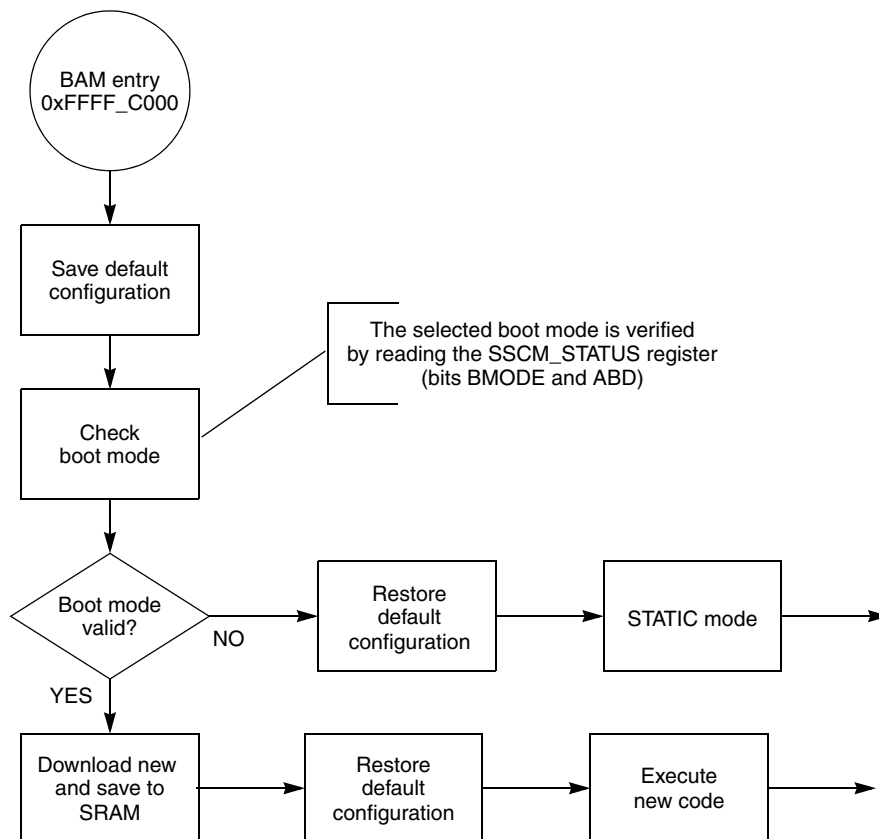 BAM entry
0xFFFF_C000
Save default
configuration
The selected boot mode is verified
by reading the SSCM_STATUS register
(bits BMODE and ABD)
Check
boot mode
Boot mode
valid?
NO
YES
Restore
default
configuration
STATIC mode
Download new
and save to
SRAM
Restore
default
configuration
Execute
new code